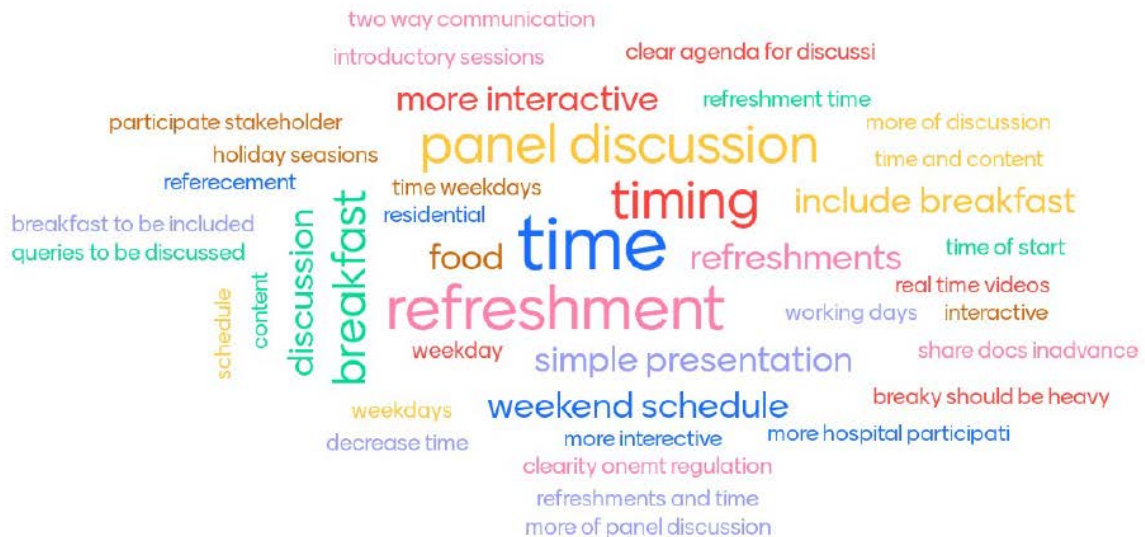 two way communication
introductory sessions
clear agenda for discussi
more interactive
refreshment time
participate stakeholder
panel discussion
more of discussion
holiday seasions
time and content
referecement
time weekdays
timing
include breakfast
breakfast to be included
residential
queries to be discussed
discussion
breakfast
food
time
refreshments
time of start
schedule
content
refreshment
real time videos
working days
interactive
weekday
simple presentation
share docs inadvance
weekdays
weekend schedule
breaky should be heavy
decrease time
more interective
more hospital participati
clearity onemt regulation
refreshments and time
more of panel discussion